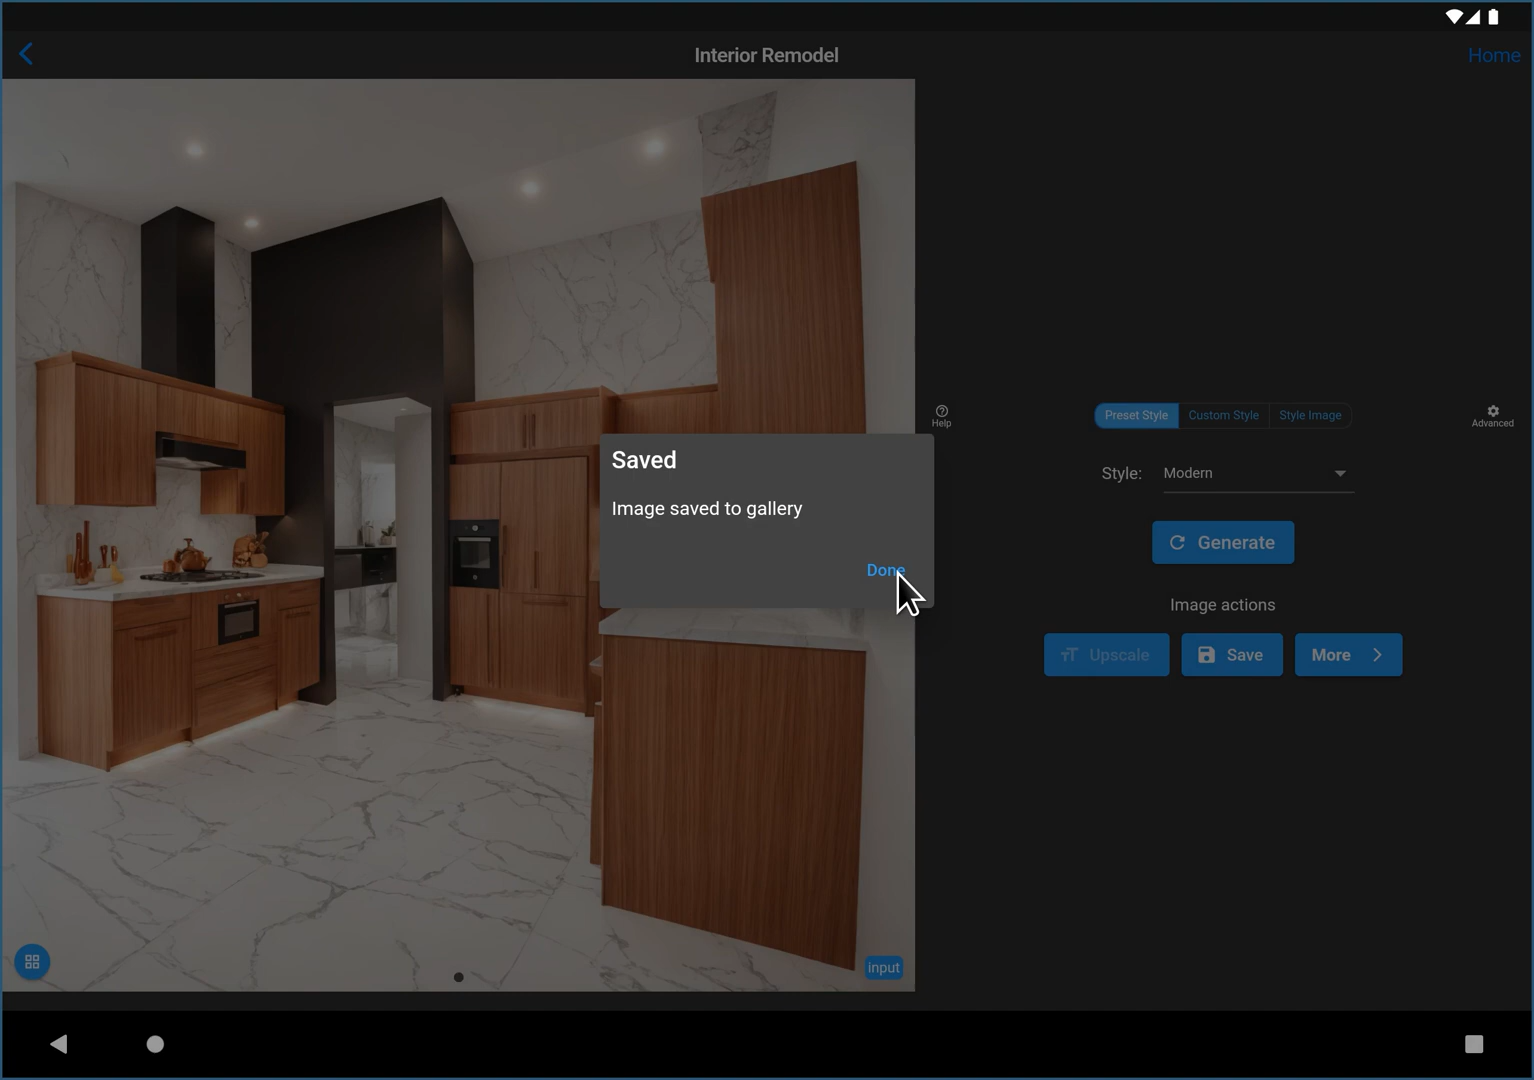 Interior Remodel
Home
Help
Preset Style
Custom Style
Style Image
Advanced
Saved
Image saved to gallery
Done
Style:
Modern
Generate
Image actions
Upscale
Save
More
input